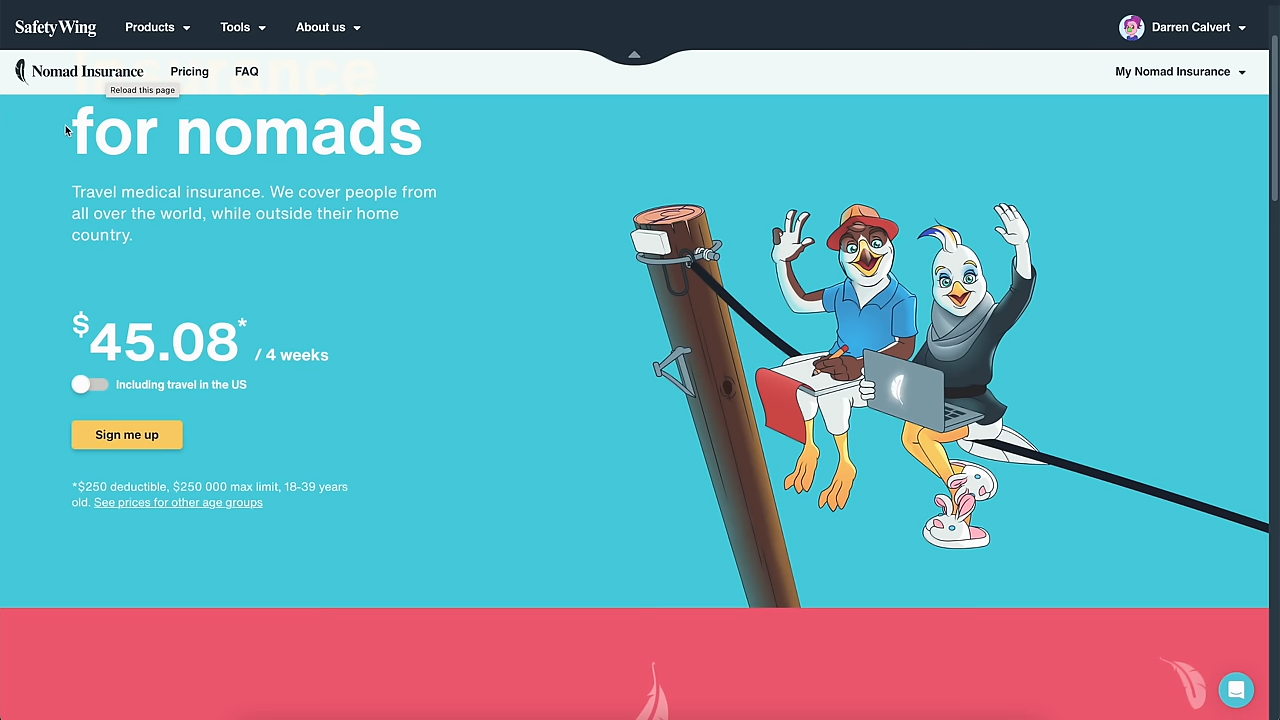 SafetyWing
Products
Tools
About us
Darren Calvert
Nomad Insurance
Pricing
FAQ
My Nomad Insurance
Reload this page
insurance
for nomads
Travel medical insurance. We cover people from
all over the world, while outside their home
country.
$45.08* / 4 weeks
Including travel in the US
Sign me up
*$250 deductible, $250 000 max limit, 18-39 years
old. See prices for other age groups